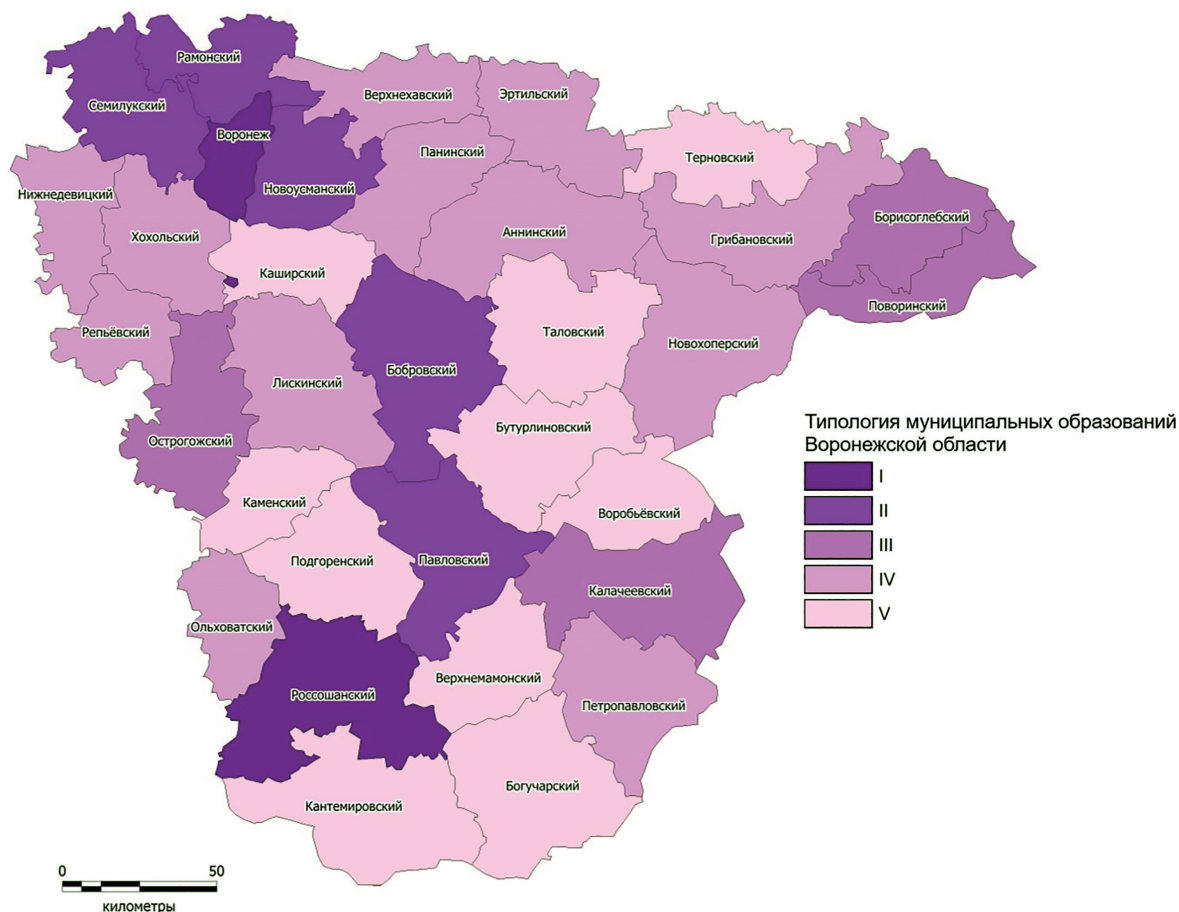 Рамонский
Верхнехавский
Эртильский
Семилукский
Воронеж
Панинский
Терновский
Нижнедевицкий
Новоусманский
Борисоглебский
Хохольский
Аннинский
Грибановский
Каширский
Поворинский
Репьёвский
Таловский
Новохоперский
Лискинский
Бобровский
Острогожский
Бутурлиновский
Типология муниципальных образований
Воронежской области
I
II
III
IV
V
Каменский
Воробьёвский
Подгоренский
Павловский
Калачеевский
Ольховатский
Верхнемамонский
Россошанский
Петропавловский
Богучарский
Кантемировский
0 50
километры